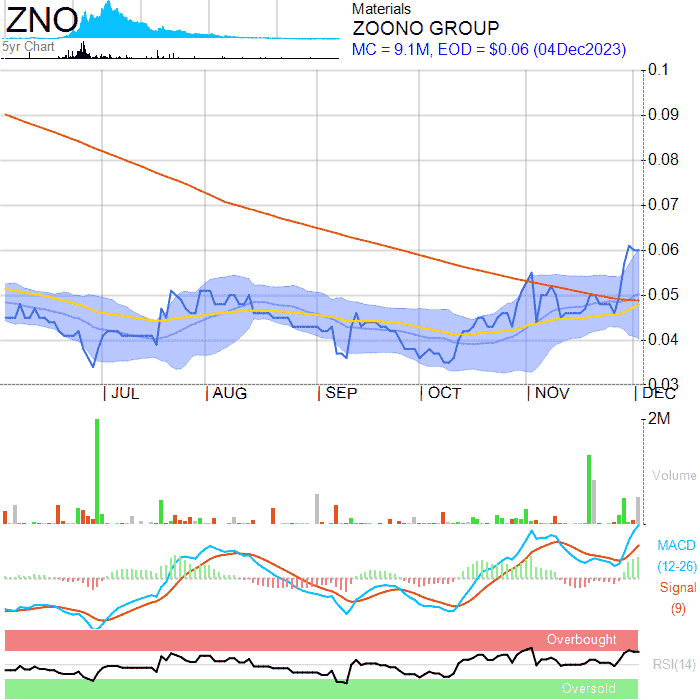 ZNO
5yr Chart
Materials
ZOONO GROUP
MC = 9.1M, EOD = $0.06 (04Dec2023)
0.1
0.09
0.08
0.07
0.06
0.05
0.04
0.03
JUL AUG SEP OCT NOV DEC
2M
Volume
MACD
(12-26)
Signal
(9)
Overbought
RSI(14)
Oversold